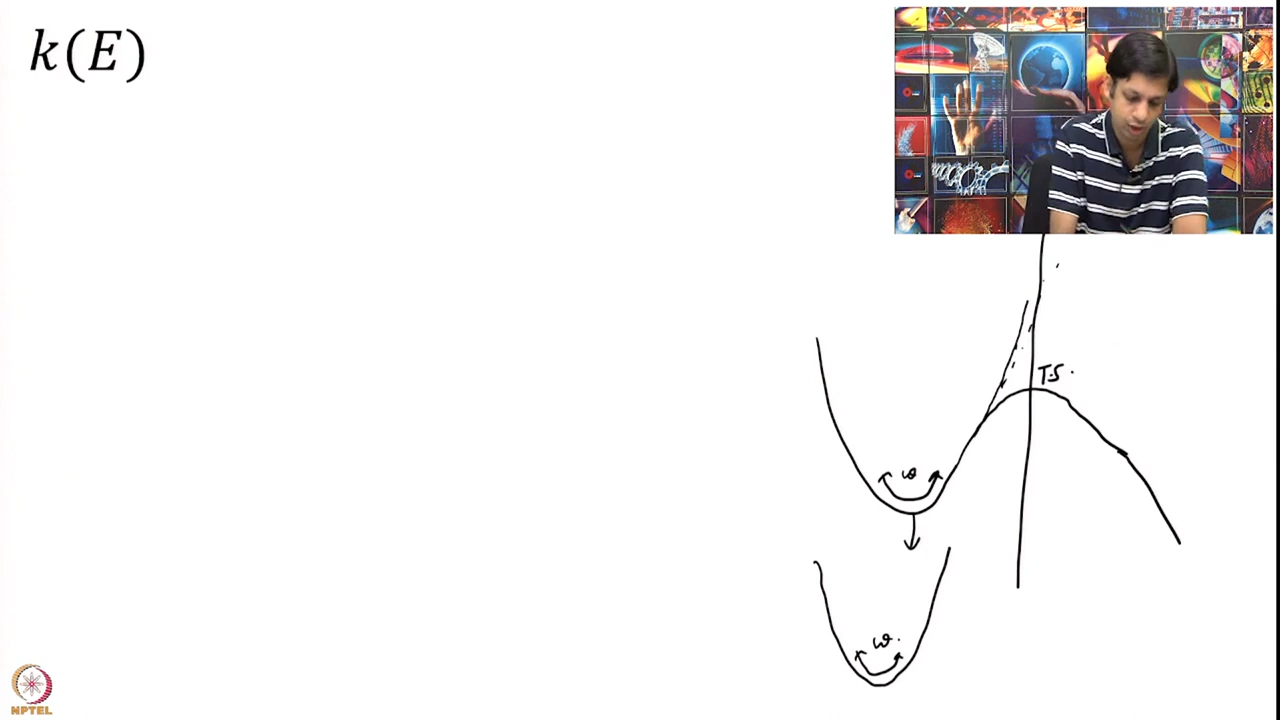 k(E)
T.S.
ω
ω.
NPTEL